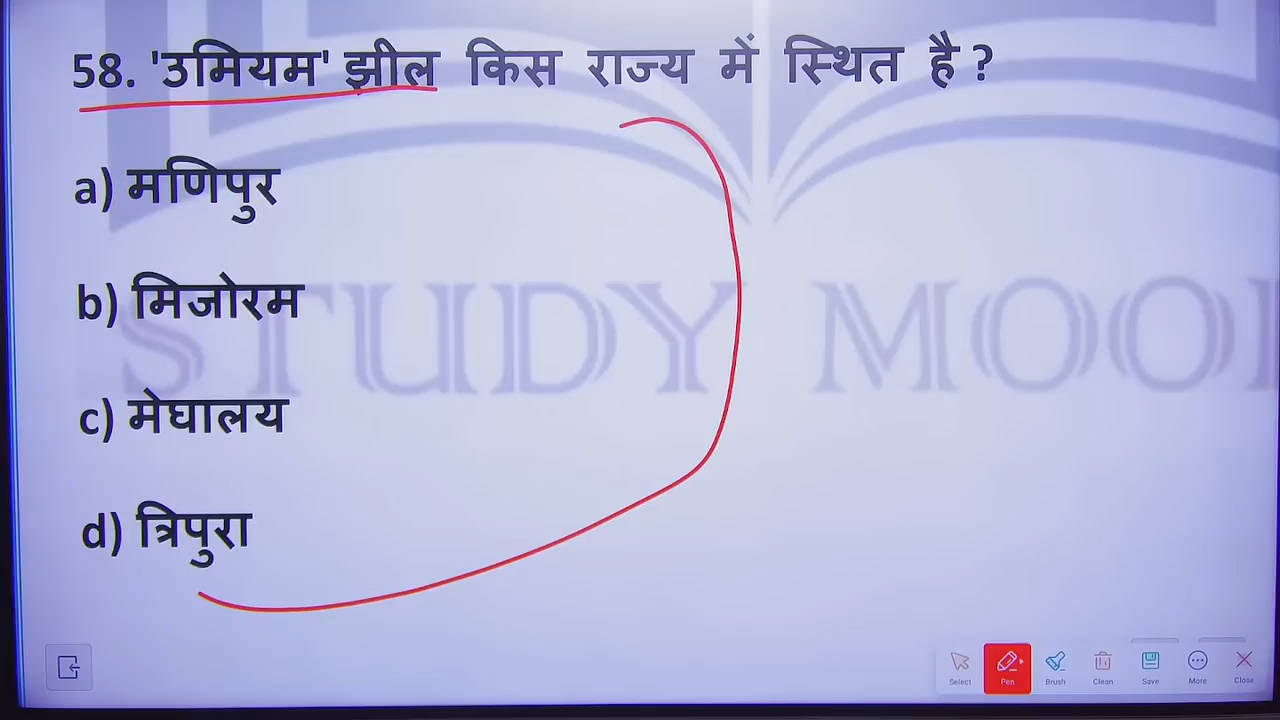 58. 'उमियम' झील किस राज्य में स्थित है ?
a) मणिपुर
b) मिजोरम
c) मेघालय
d) त्रिपुरा
STUDY MOO
Select Pen Brush Clean Save More Close